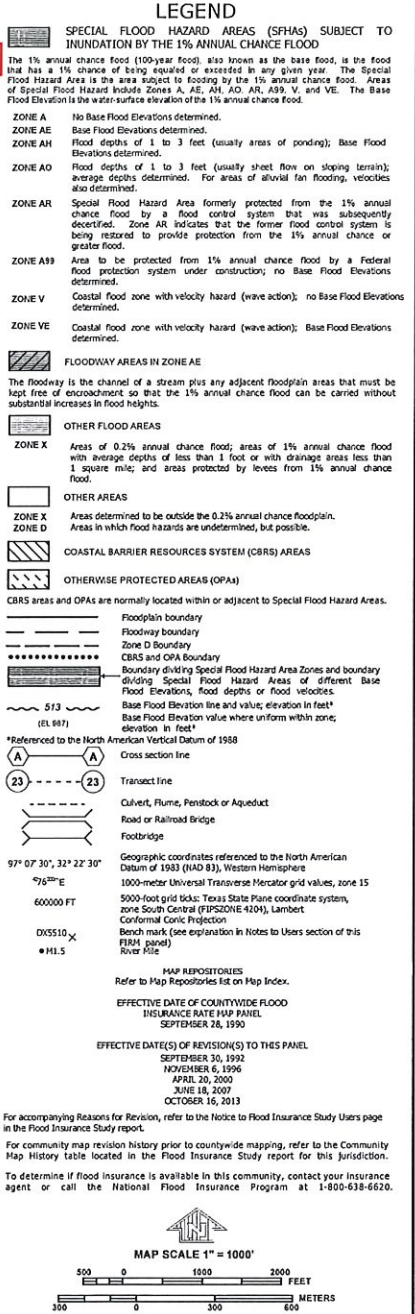 LEGEND
SPECIAL FLOOD HAZARD AREAS (SFHAs) SUBJECT TO
INUNDATION BY THE 1% ANNUAL CHANCE FLOOD
The 1% annual chance flood (100-year flood), also known as the base flood, is the flood
that has a 1% chance of being equaled or exceeded in any given year. The Special
Flood Hazard Area is the area subject to flooding by the 1% annual chance flood. Areas
of Special Flood Hazard include Zones A, AE, AH, AO, AR, A99, V, and VE. The Base
Flood Elevation is the water-surface elevation of the 1% annual chance flood.
ZONE A No Base Flood Elevations determined.
ZONE AE Base Flood Elevations determined.
ZONE AH Flood depths of 1 to 3 feet (usually areas of ponding); Base Flood
Elevations determined.
ZONE AO Flood depths of 1 to 3 feet (usually sheet flow on sloping terrain);
average depths determined. For areas of alluvial fan flooding, velocities
also determined.
ZONE AR Special Flood Hazard Area formerly protected from the 1% annual
chance flood by a flood control system that was subsequently
decertified. Zone AR indicates that the former flood control system is
being restored to provide protection from the 1% annual chance or
greater flood.
ZONE A99 Area to be protected from 1% annual chance flood by a Federal
flood protection system under construction; no Base Flood Elevations
determined.
ZONE V Coastal flood zone with velocity hazard (wave action); no Base Flood Elevations
determined.
ZONE VE Coastal flood zone with velocity hazard (wave action); Base Flood Elevations
determined.
FLOODWAY AREAS IN ZONE AE
The floodway is the channel of a stream plus any adjacent floodplain areas that must be
kept free of encroachment so that the 1% annual chance flood can be carried without
substantial increases in flood heights.
OTHER FLOOD AREAS
ZONE X Areas of 0.2% annual chance flood; areas of 1% annual chance flood
with average depths of less than 1 foot or with drainage areas less than
1 square mile; and areas protected by levees from 1% annual chance
flood.
OTHER AREAS
ZONE X Areas determined to be outside the 0.2% annual chance floodplain.
ZONE D Areas in which flood hazards are undetermined, but possible.
COASTAL BARRIER RESOURCES SYSTEM (CBRS) AREAS
OTHERWISE PROTECTED AREAS (OPAs)
CBRS areas and OPAs are normally located within or adjacent to Special Flood Hazard Areas.
Floodplain boundary
Floodway boundary
Zone D Boundary
CBRS and OPA Boundary
Boundary dividing Special Flood Hazard Area Zones and boundary
dividing Special Flood Hazard Areas of different Base
Flood Elevations, flood depths or flood velocities.
513 Base Flood Elevation line and value; elevation in feet*
(EL 987) Base Flood Elevation value where uniform within zone;
elevation in feet*
*Referenced to the North American Vertical Datum of 1988
A A Cross section line
23 23 Transect line
Culvert, Flume, Penstock or Aqueduct
Road or Railroad Bridge
Footbridge
97° 07' 30", 32° 22' 30" Geographic coordinates referenced to the North American
Datum of 1983 (NAD 83), Western Hemisphere
1000-meter Universal Transverse Mercator grid values, zone 15
600000 FT 5000-foot grid ticks: Texas State Plane coordinate system,
zone South Central (FIPSZONE 4204), Lambert
Conformal Conic Projection
DX5510 Bench mark (see explanation in Notes to Users section of this
FIRM panel)
M1.5 River Mile
MAP REPOSITORIES
Refer to Map Repositories list on Map Index.
EFFECTIVE DATE OF COUNTYWIDE FLOOD
INSURANCE RATE MAP PANEL
SEPTEMBER 28, 1990
EFFECTIVE DATE(S) OF REVISION(S) TO THIS PANEL
SEPTEMBER 30, 1992
NOVEMBER 6, 1996
APRIL 20, 2000
JUNE 18, 2007
OCTOBER 16, 2013
For accompanying Reasons for Revision, refer to the Notice to Flood Insurance Study Users page
in the Flood Insurance Study report.
For community map revision history prior to countywide mapping, refer to the Community
Map History table located in the Flood Insurance Study report for this jurisdiction.
To determine if flood insurance is available in this community, contact your insurance
agent or call the National Flood Insurance Program at 1-800-638-6620.
MAP SCALE 1" = 1000'
500 0 1000 2000
FEET
METERS
300 0 300 600